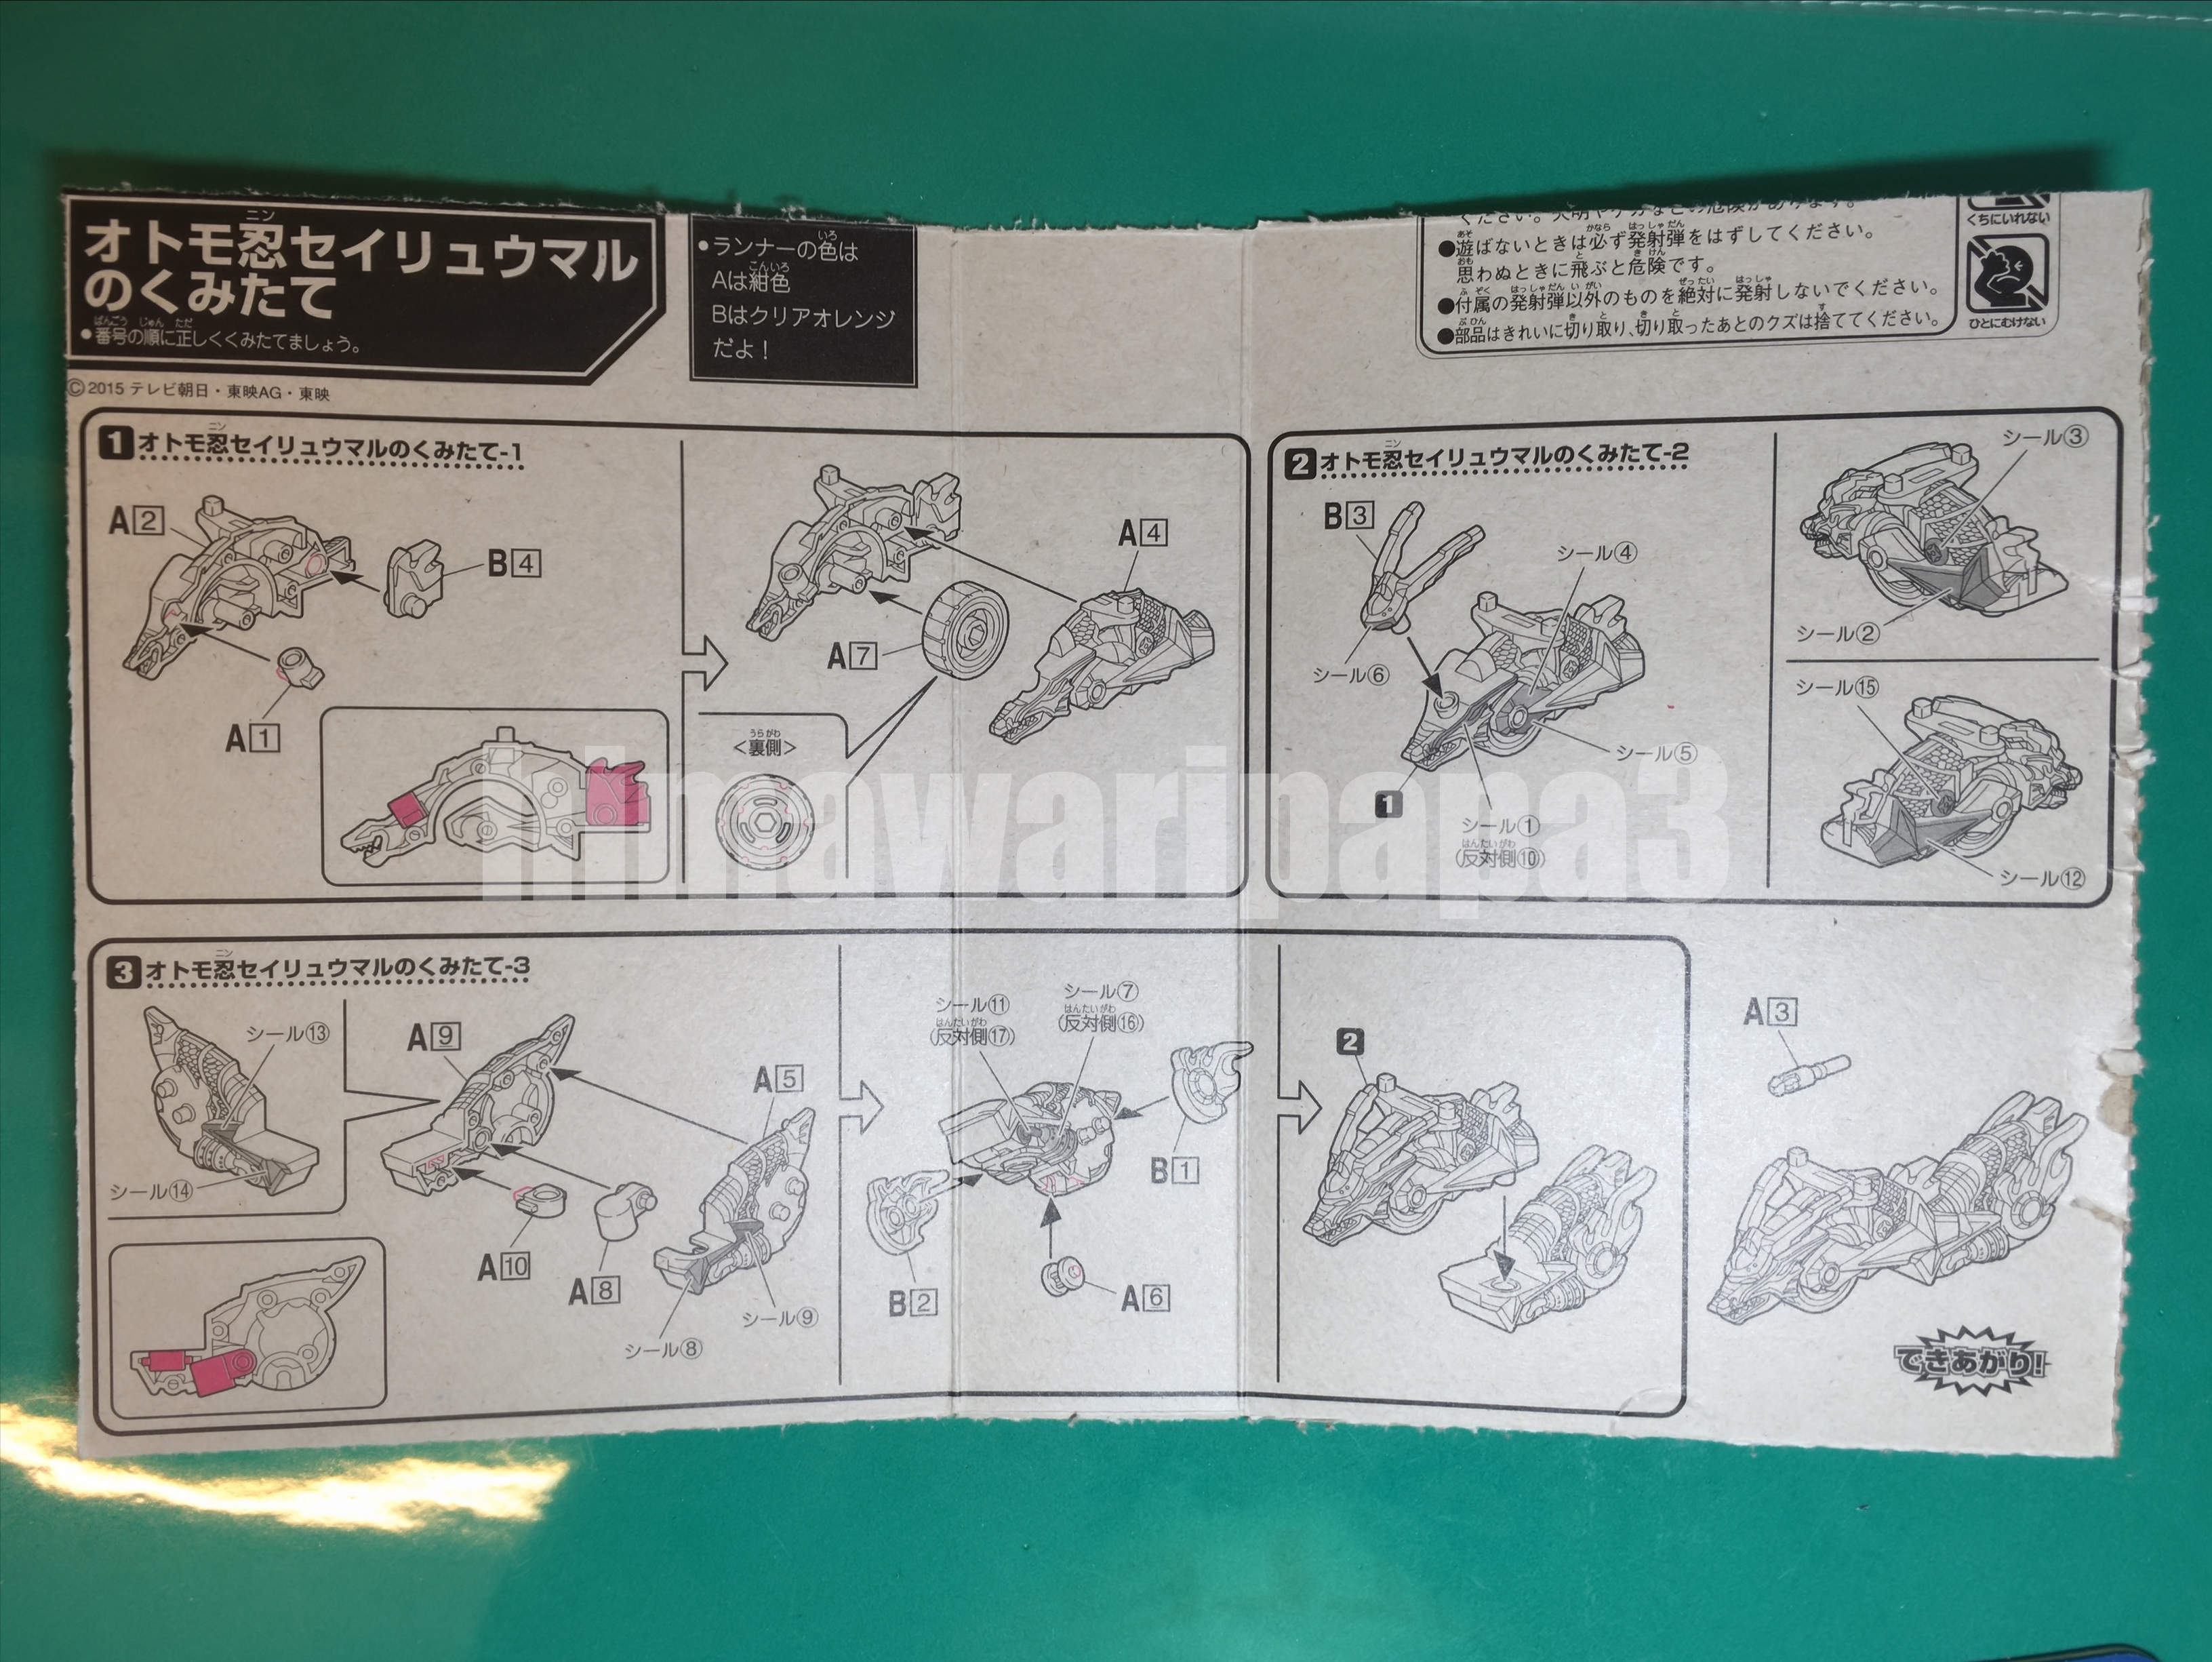 オトモ忍セイリュウマル
のくみたて
●番号の順に正しくくみたてましょう。
●ランナーの色は
Aは紺色
Bはクリアオレンジ
だよ！
●遊ばないときは必ず発射弾をはずしてください。
思わぬときに飛ぶと危険です。
●付属の発射弾以外のものを絶対に発射しないでください。
●部品はきれいに切り取り、切り取ったあとのクズは捨ててください。
くちにいれない
ひとにむけない
©2015 テレビ朝日・東映AG・東映
1 オトモ忍セイリュウマルのくみたて-1
A2
B4
A1
A4
A7
<裏側>
2 オトモ忍セイリュウマルのくみたて-2
B3
シール④
シール⑥
シール⑤
1
シール①
(反対側⑩)
シール③
シール②
シール⑮
シール⑫
himawaripapa3
3 オトモ忍セイリュウマルのくみたて-3
シール⑬
シール⑭
A9
A5
A10
A8
シール⑨
シール⑧
シール⑪
(反対側⑰)
シール⑦
(反対側⑯)
B1
B2
A6
2
A3
できあがり！